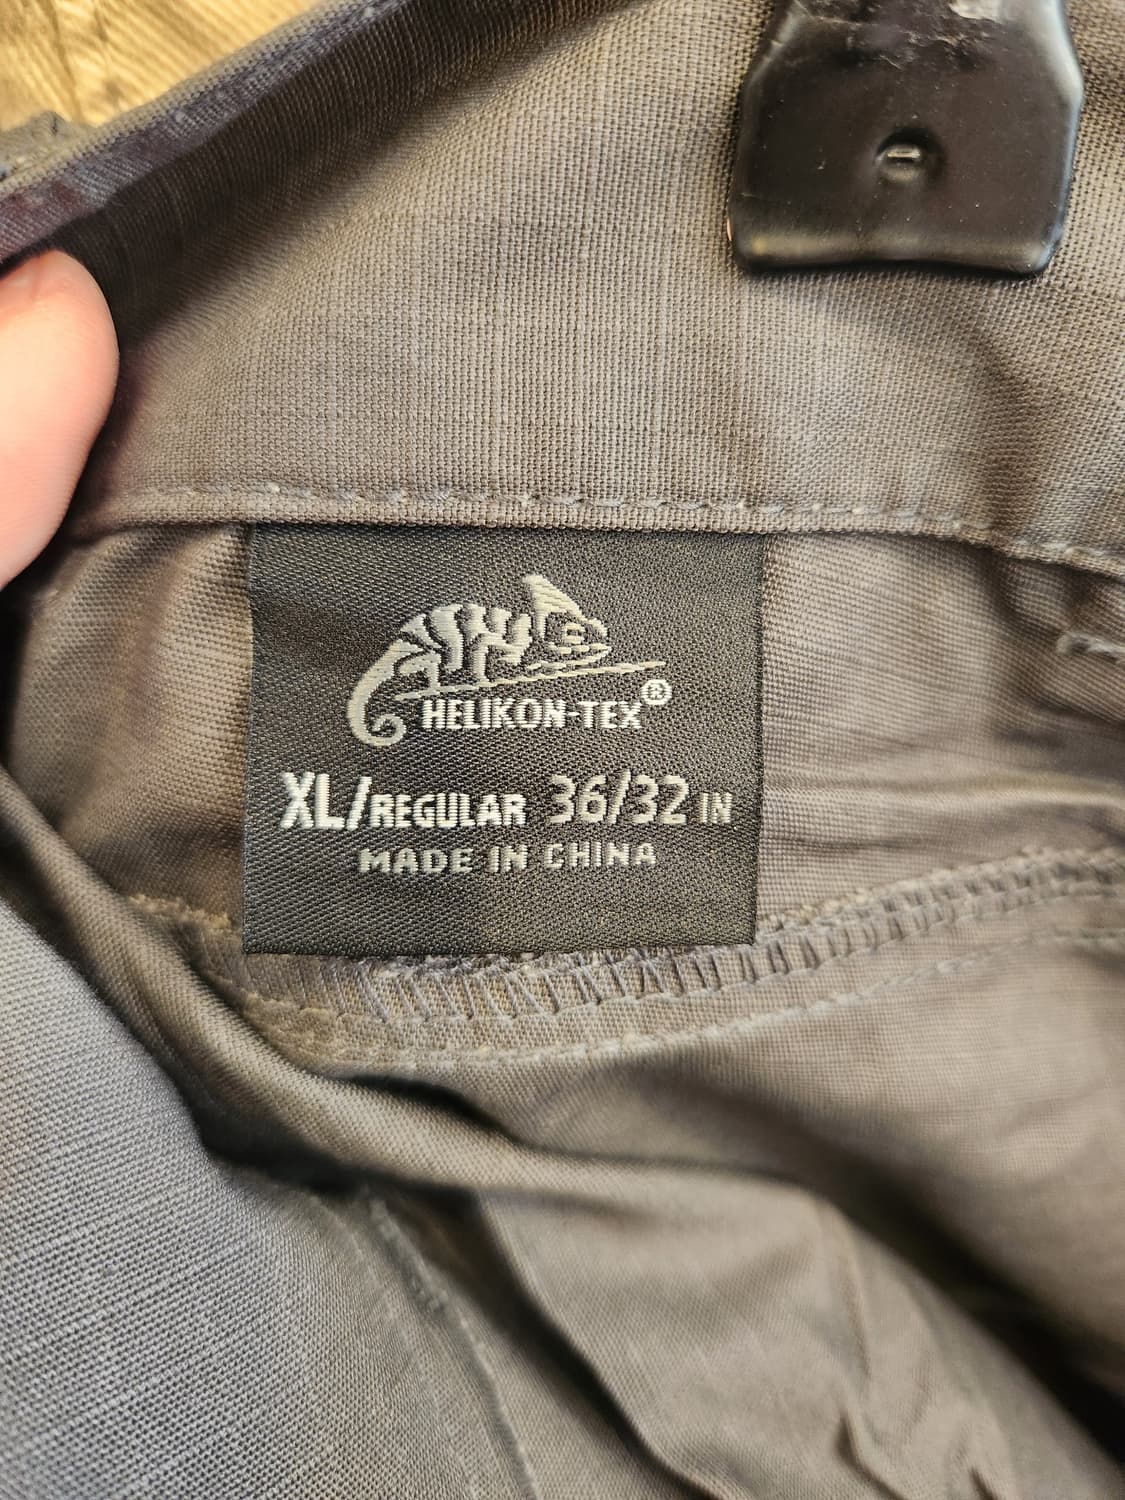 HELIKON-TEX®
XL/REGULAR 36/32 IN
MADE IN CHINA